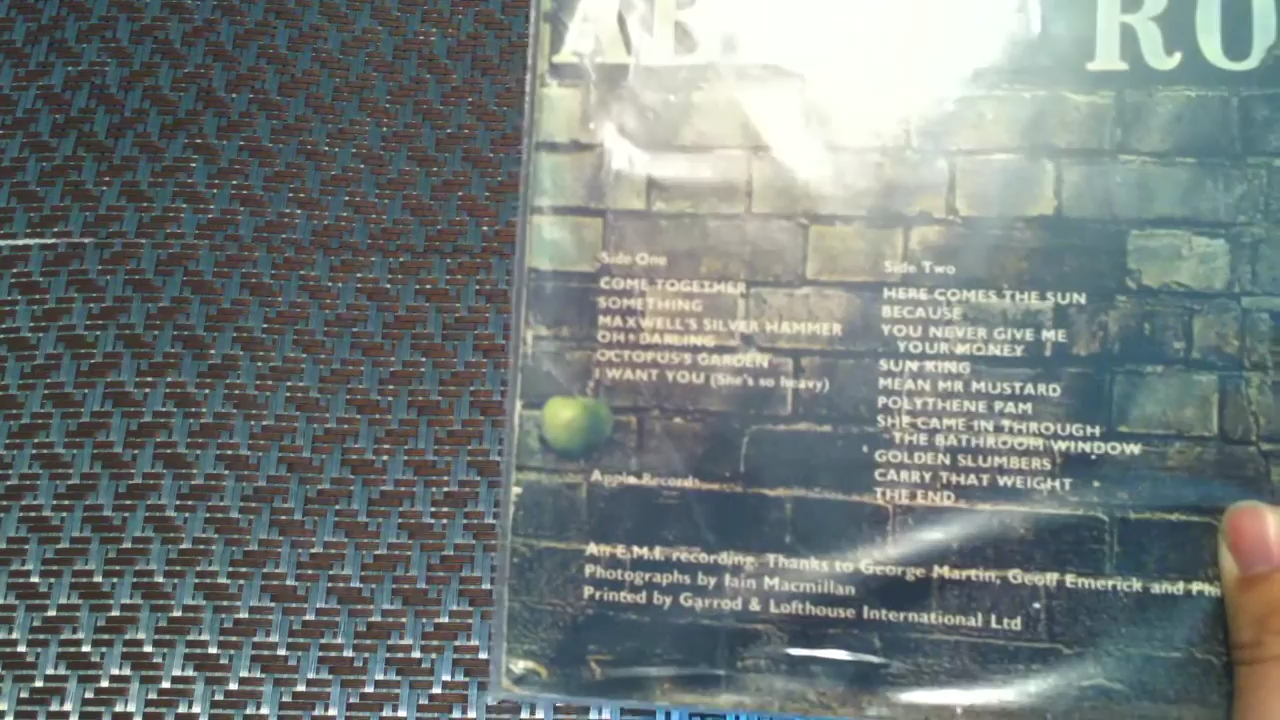 AB RO
Side One
COME TOGETHER
SOMETHING
MAXWELL'S SILVER HAMMER
OH! DARLING
OCTOPUS'S GARDEN
I WANT YOU (She's so heavy)
Apple Records
Side Two
HERE COMES THE SUN
BECAUSE
YOU NEVER GIVE ME
YOUR MONEY
SUN KING
MEAN MR MUSTARD
POLYTHENE PAM
SHE CAME IN THROUGH
THE BATHROOM WINDOW
GOLDEN SLUMBERS
CARRY THAT WEIGHT
THE END
An E.M.I. recording. Thanks to George Martin, Geoff Emerick and Phi
Photographs by Iain Macmillan
Printed by Garrod & Lofthouse International Ltd